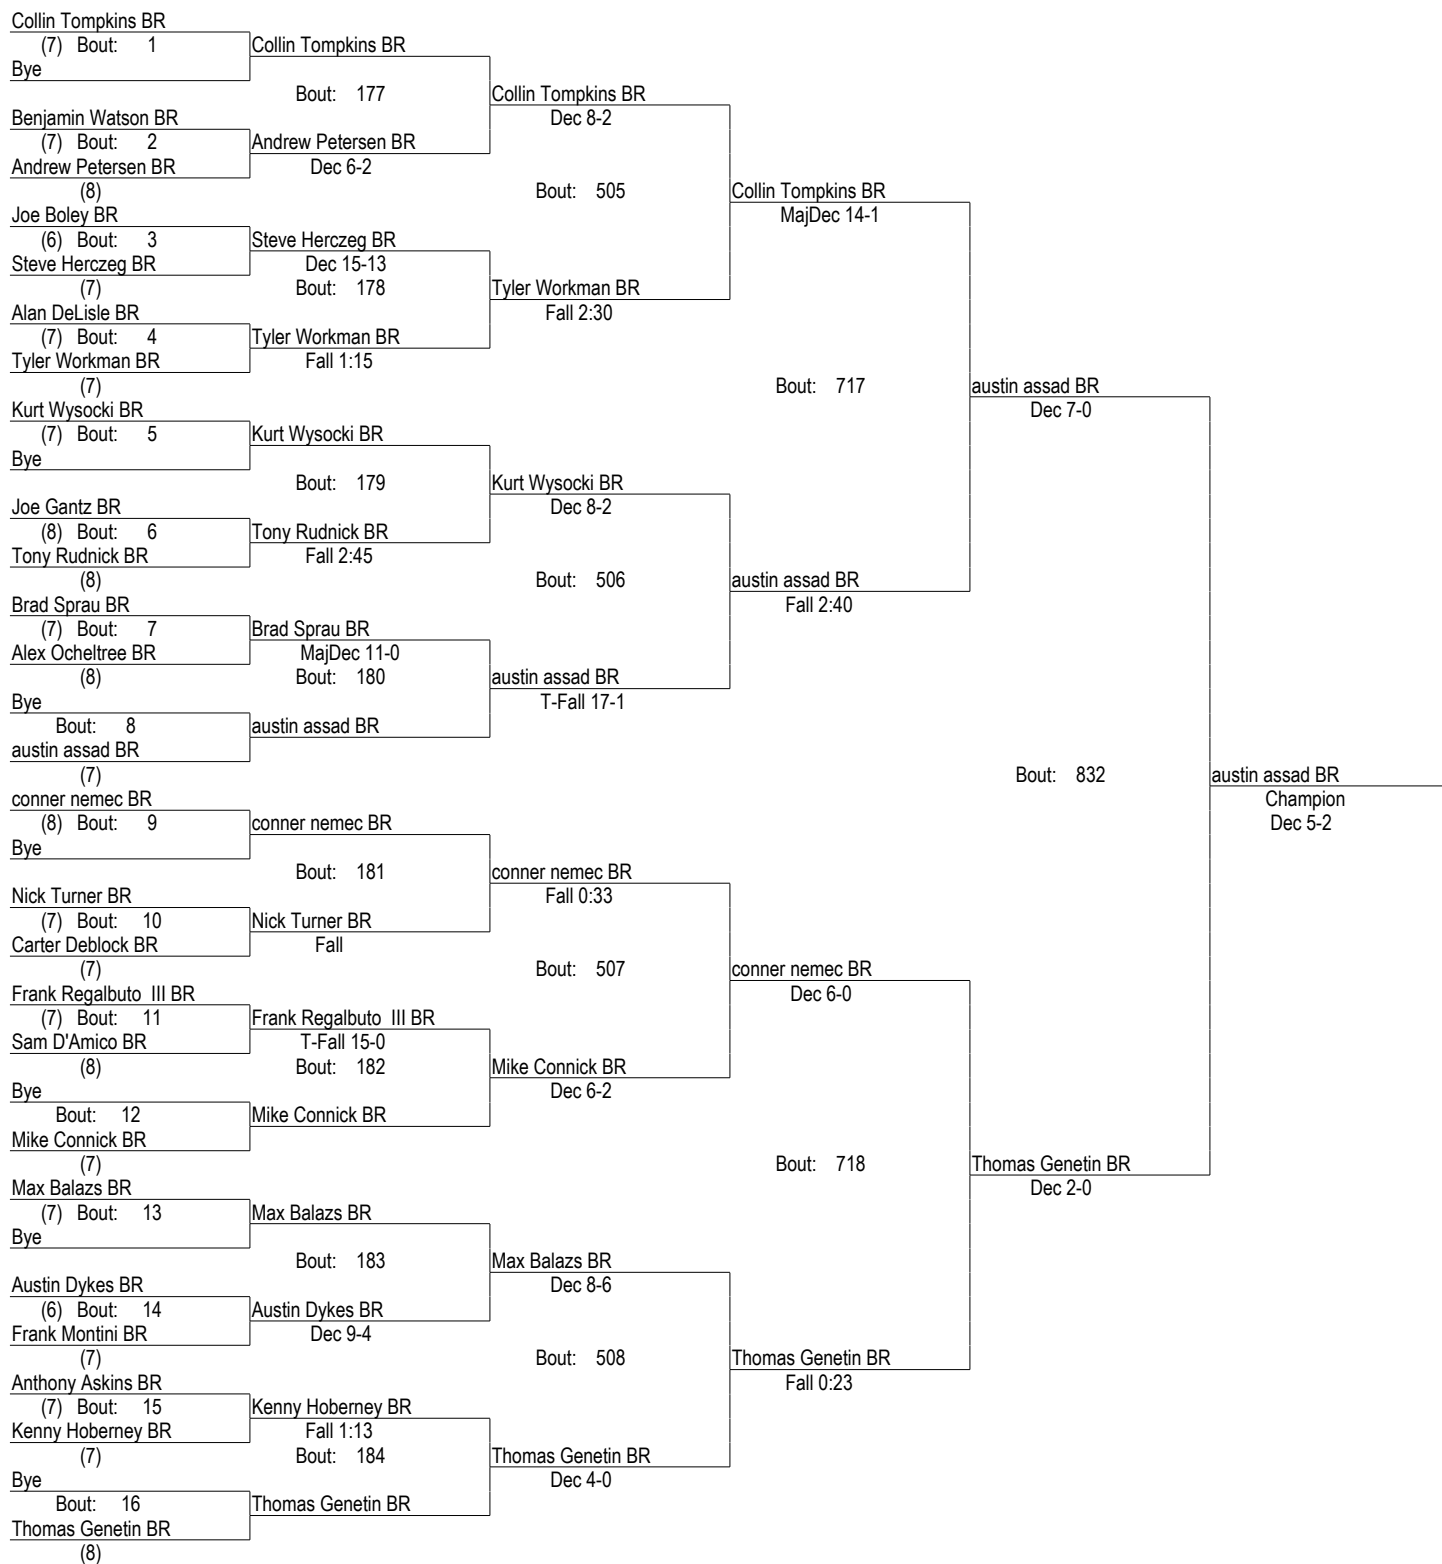 Collin Tompkins BR
(7) Bout: 1
Bye
Collin Tompkins BR
Bout: 177
Benjamin Watson BR
(7) Bout: 2
Andrew Petersen BR
(8)
Andrew Petersen BR
Dec 6-2
Collin Tompkins BR
Dec 8-2
Bout: 505
Joe Boley BR
(6) Bout: 3
Steve Herczeg BR
(7)
Steve Herczeg BR
Dec 15-13
Bout: 178
Alan DeLisle BR
(7) Bout: 4
Tyler Workman BR
(7)
Tyler Workman BR
Fall 1:15
Tyler Workman BR
Fall 2:30
Collin Tompkins BR
MajDec 14-1
Bout: 717
Kurt Wysocki BR
(7) Bout: 5
Bye
Kurt Wysocki BR
Bout: 179
Joe Gantz BR
(8) Bout: 6
Tony Rudnick BR
(8)
Tony Rudnick BR
Fall 2:45
Kurt Wysocki BR
Dec 8-2
Bout: 506
Brad Sprau BR
(7) Bout: 7
Alex Ocheltree BR
(8)
Brad Sprau BR
MajDec 11-0
Bout: 180
Bye
Bout: 8
austin assad BR
(7)
austin assad BR
austin assad BR
T-Fall 17-1
austin assad BR
Fall 2:40
austin assad BR
Dec 7-0
Bout: 832
conner nemec BR
(8) Bout: 9
Bye
conner nemec BR
Bout: 181
Nick Turner BR
(7) Bout: 10
Carter Deblock BR
(7)
Nick Turner BR
Fall
conner nemec BR
Fall 0:33
Bout: 507
Frank Regalbuto III BR
(7) Bout: 11
Sam D'Amico BR
(8)
Frank Regalbuto III BR
T-Fall 15-0
Bout: 182
Bye
Bout: 12
Mike Connick BR
(7)
Mike Connick BR
Mike Connick BR
Dec 6-2
conner nemec BR
Dec 6-0
Bout: 718
Max Balazs BR
(7) Bout: 13
Bye
Max Balazs BR
Bout: 183
Austin Dykes BR
(6) Bout: 14
Frank Montini BR
(7)
Austin Dykes BR
Dec 9-4
Max Balazs BR
Dec 8-6
Bout: 508
Anthony Askins BR
(7) Bout: 15
Kenny Hoberney BR
(7)
Kenny Hoberney BR
Fall 1:13
Bout: 184
Bye
Bout: 16
Thomas Genetin BR
(8)
Thomas Genetin BR
Thomas Genetin BR
Dec 4-0
Thomas Genetin BR
Fall 0:23
Thomas Genetin BR
Dec 2-0
austin assad BR
Champion
Dec 5-2